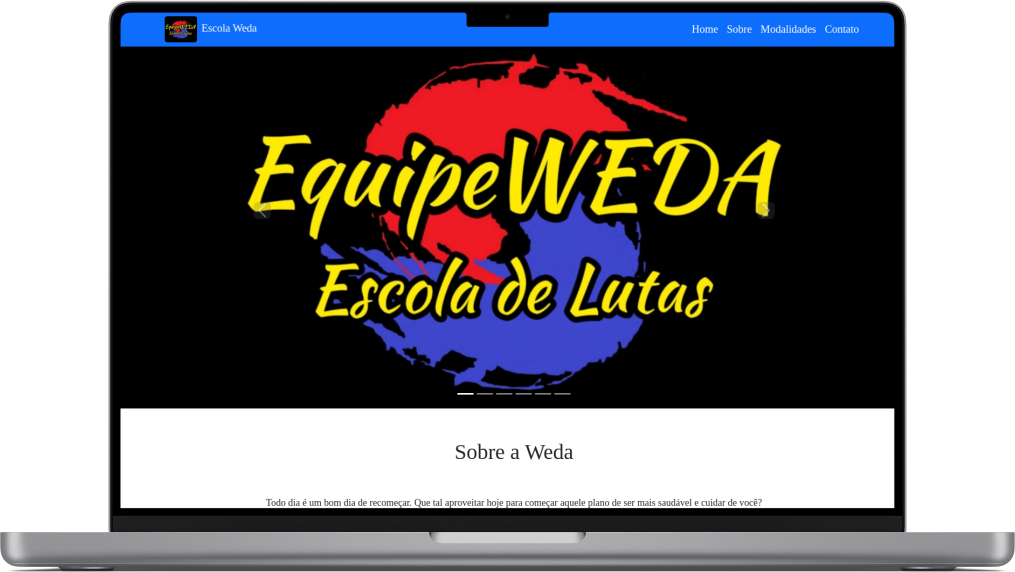 EquipeWEDA
Escola Weda
Home Sobre Modalidades Contato
EquipeWEDA
Escola de Lutas
Sobre a Weda
Todo dia é um bom dia de recomeçar. Que tal aproveitar hoje para começar aquele plano de ser mais saudável e cuidar de você?